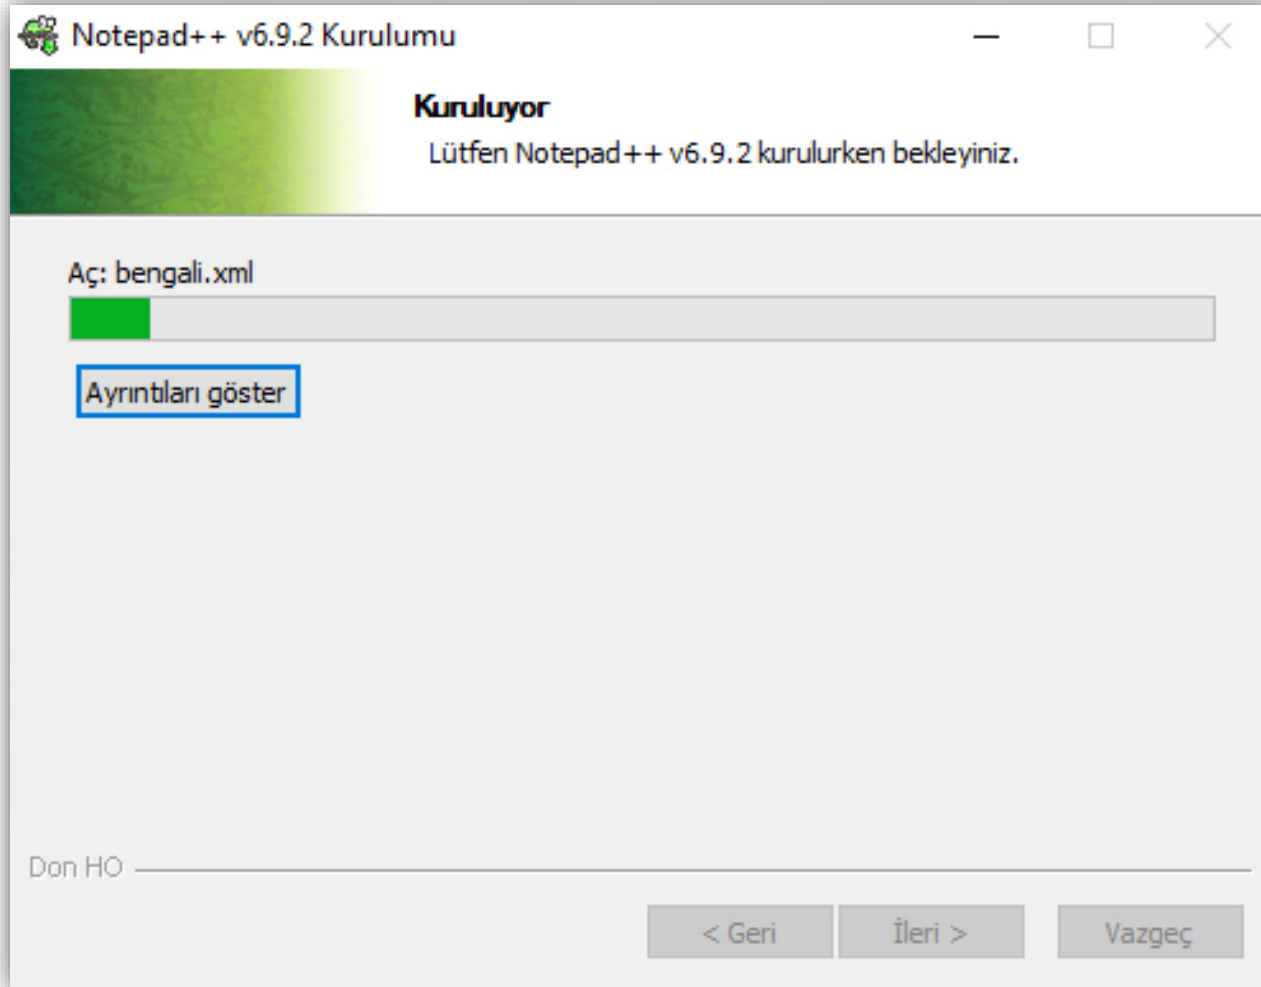 Notepad++ v6.9.2 Kurulumu
Kuruluyor
Lütfen Notepad++ v6.9.2 kurulurken bekleyiniz.
Aç: bengali.xml
Ayrıntıları göster
Don HO
< Geri
İleri >
Vazgeç